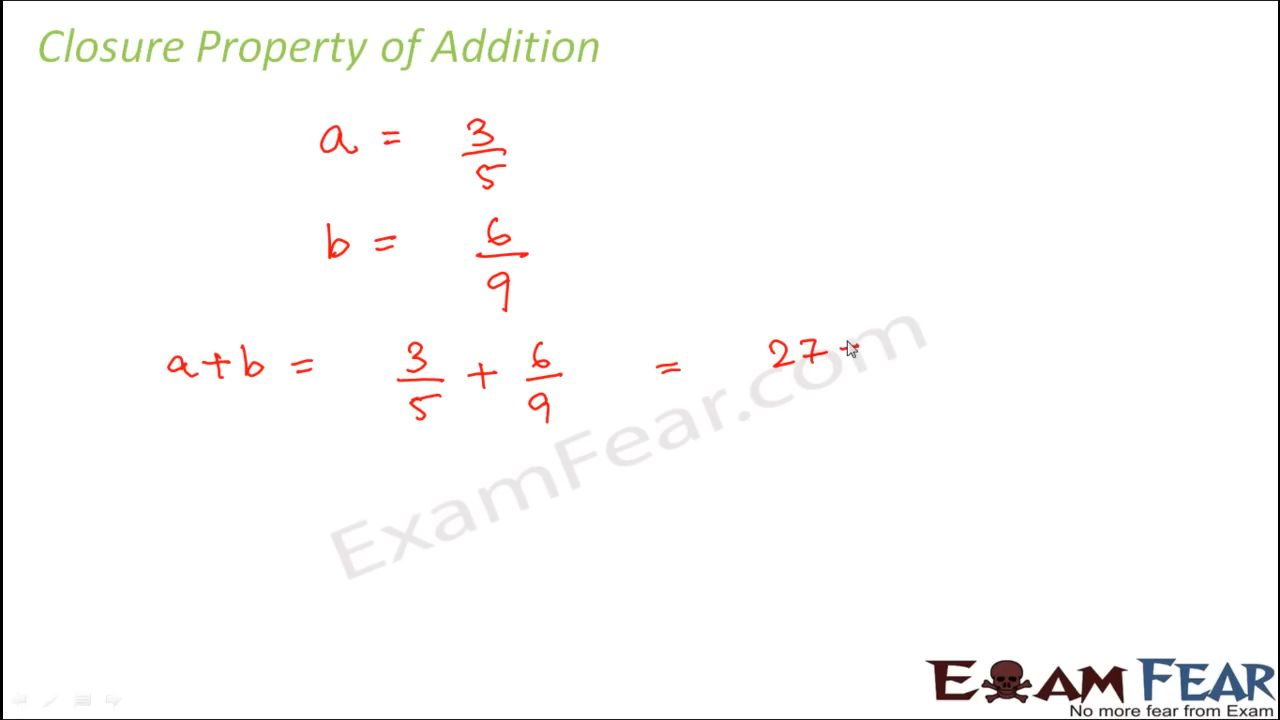 Closure Property of Addition
a = 3/5
b = 6/9
a+b = 3/5 + 6/9 = 27 +
ExamFear.com
EXAM FEAR
No more fear from Exam